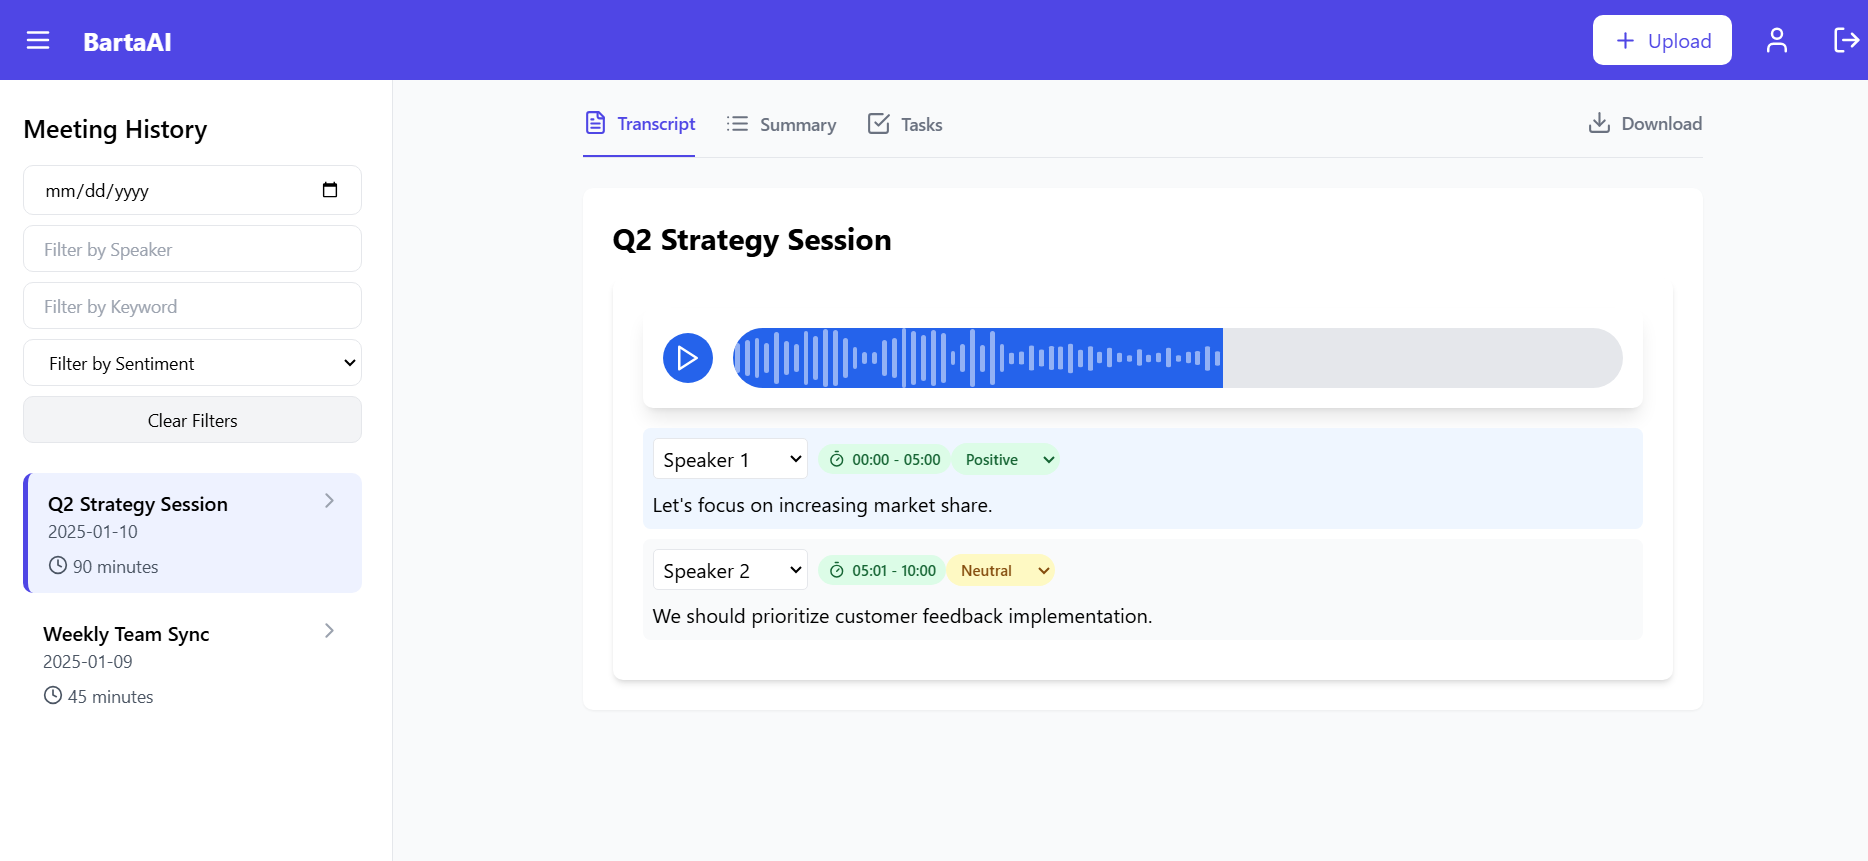 BartaAI
Upload
Meeting History
mm/dd/yyyy
Filter by Speaker
Filter by Keyword
Filter by Sentiment
Clear Filters
Q2 Strategy Session
2025-01-10
90 minutes
Weekly Team Sync
2025-01-09
45 minutes
Transcript Summary Tasks Download
Q2 Strategy Session
Speaker 1 00:00 - 05:00 Positive
Let's focus on increasing market share.
Speaker 2 05:01 - 10:00 Neutral
We should prioritize customer feedback implementation.